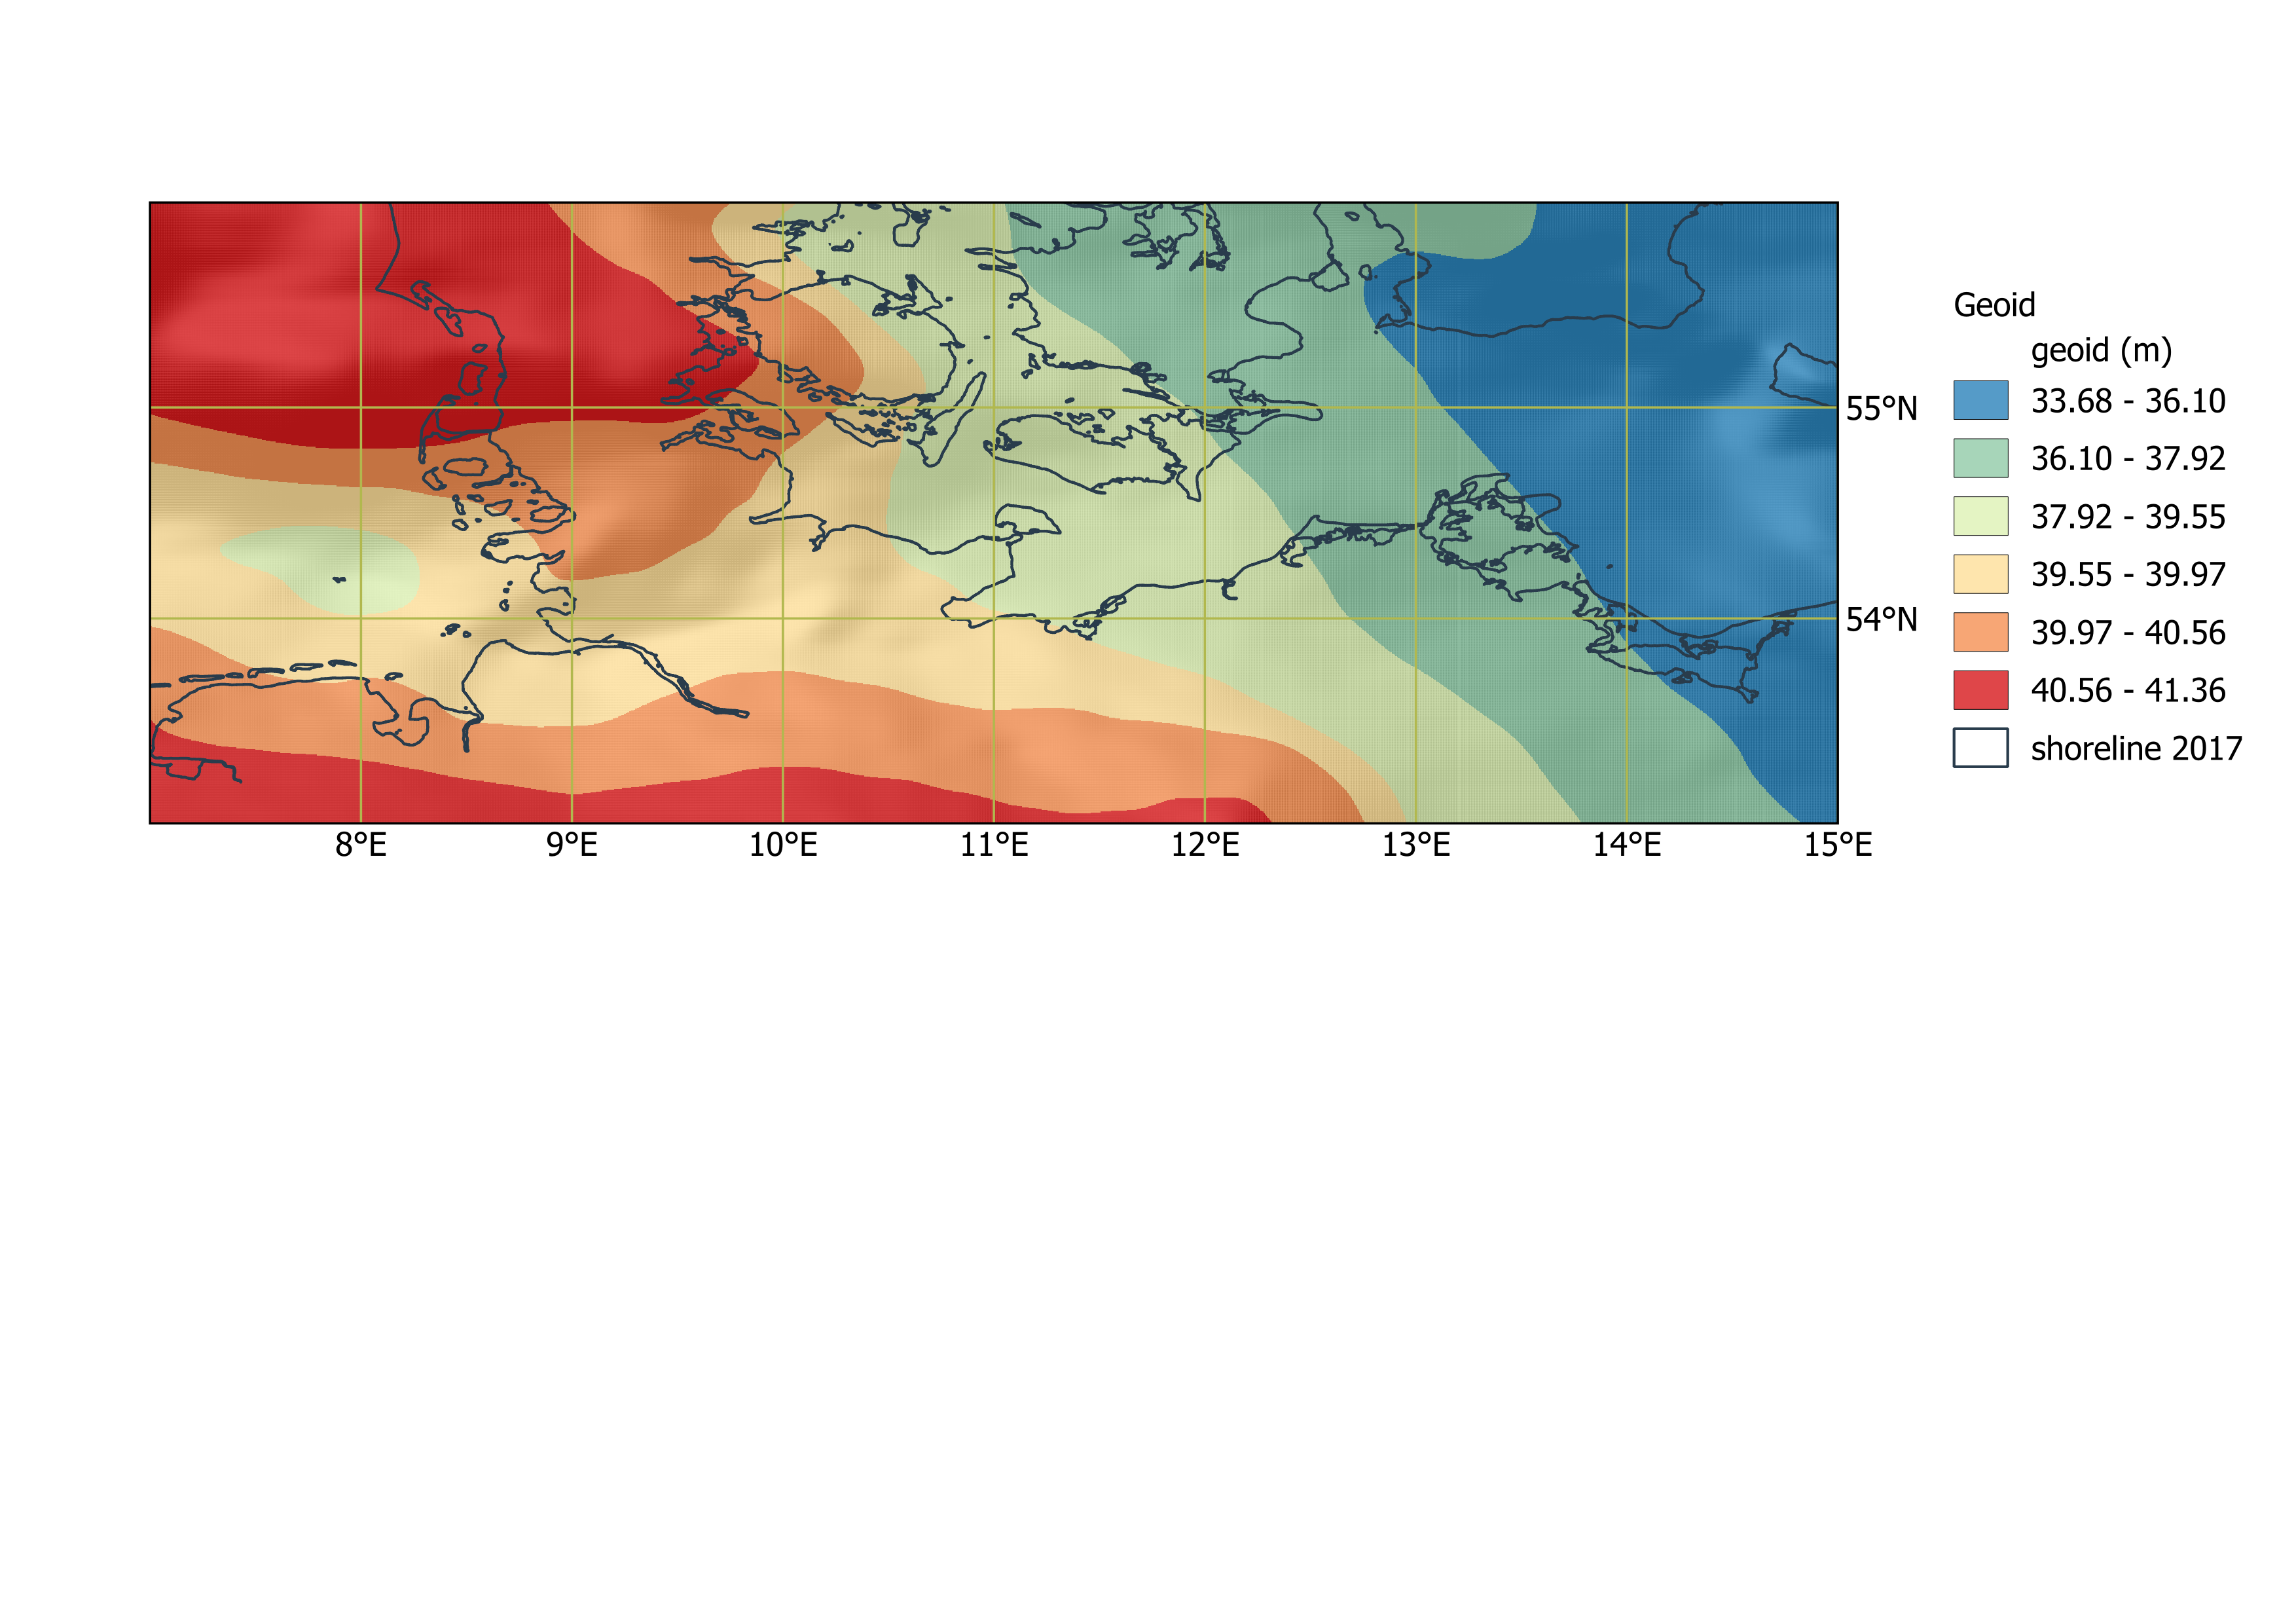 Geoid
geoid (m)
33.68 - 36.10
36.10 - 37.92
37.92 - 39.55
39.55 - 39.97
39.97 - 40.56
40.56 - 41.36
shoreline 2017
55°N
54°N
8°E 9°E 10°E 11°E 12°E 13°E 14°E 15°E